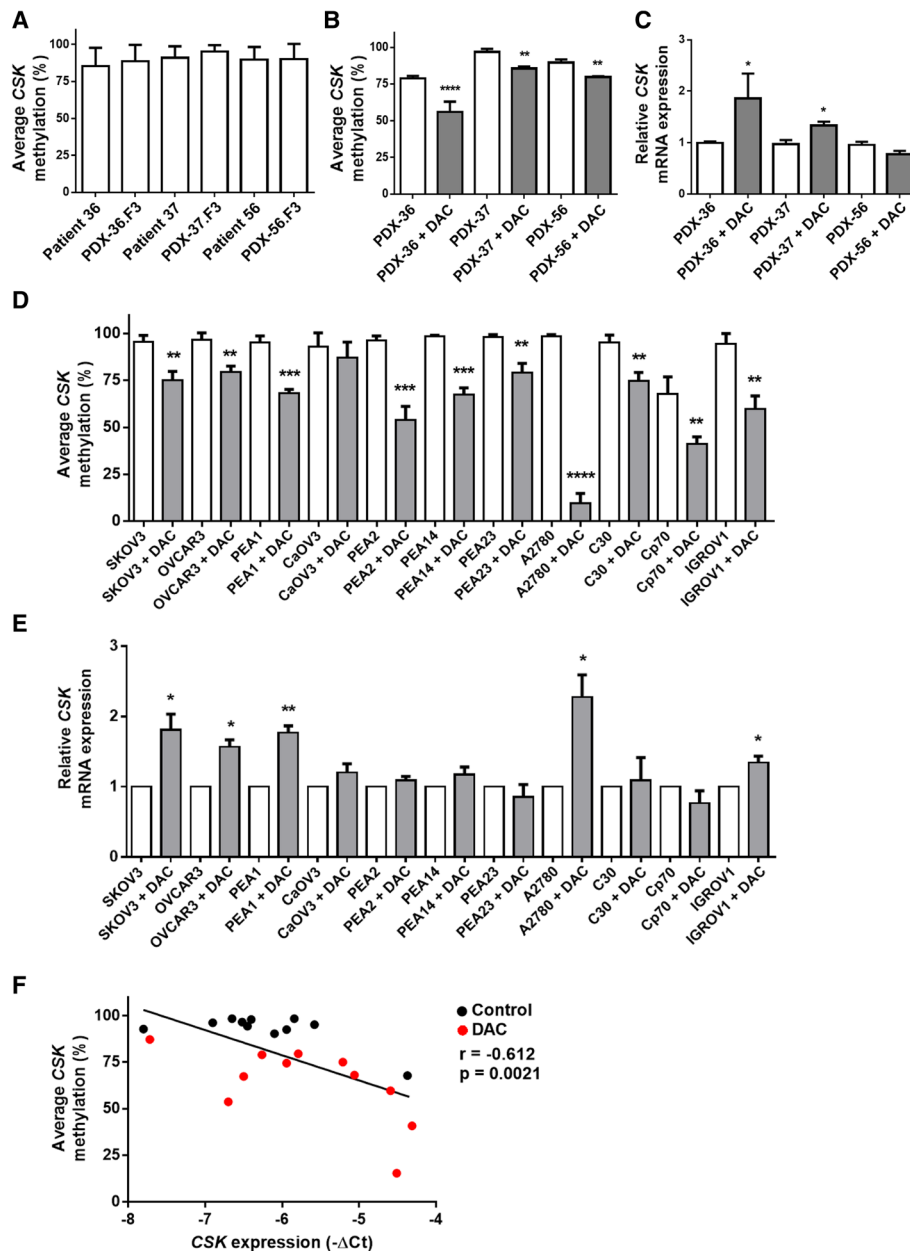 A
Average CSK
methylation (%)
100
75
50
25
0
Patient 36
PDX-36.F3
Patient 37
PDX-37.F3
Patient 56
PDX-56.F3
B
Average CSK
methylation (%)
100
75
50
25
0
****
**
**
PDX-36
PDX-36 + DAC
PDX-37
PDX-37 + DAC
PDX-56
PDX-56 + DAC
C
Relative CSK
mRNA expression
3
2
1
0
*
*
PDX-36
PDX-36 + DAC
PDX-37
PDX-37 + DAC
PDX-56
PDX-56 + DAC
D
Average CSK
methylation (%)
100
75
50
25
0
**
**
***
***
***
**
****
**
**
**
SKOV3
SKOV3 + DAC
OVCAR3
OVCAR3 + DAC
PEA1
PEA1 + DAC
CaOV3
CaOV3 + DAC
PEA2
PEA2 + DAC
PEA14
PEA14 + DAC
PEA23
PEA23 + DAC
A2780
A2780 + DAC
C30
C30 + DAC
Cp70
Cp70 + DAC
IGROV1
IGROV1 + DAC
E
Relative CSK
mRNA expression
3
2
1
0
*
*
**
*
*
SKOV3
SKOV3 + DAC
OVCAR3
OVCAR3 + DAC
PEA1
PEA1 + DAC
CaOV3
CaOV3 + DAC
PEA2
PEA2 + DAC
PEA14
PEA14 + DAC
PEA23
PEA23 + DAC
A2780
A2780 + DAC
C30
C30 + DAC
Cp70
Cp70 + DAC
IGROV1
IGROV1 + DAC
F
Average CSK
methylation (%)
100
75
50
25
0
-8
-7
-6
-5
-4
CSK expression (-ΔCt)
Control
DAC
r = -0.612
p = 0.0021